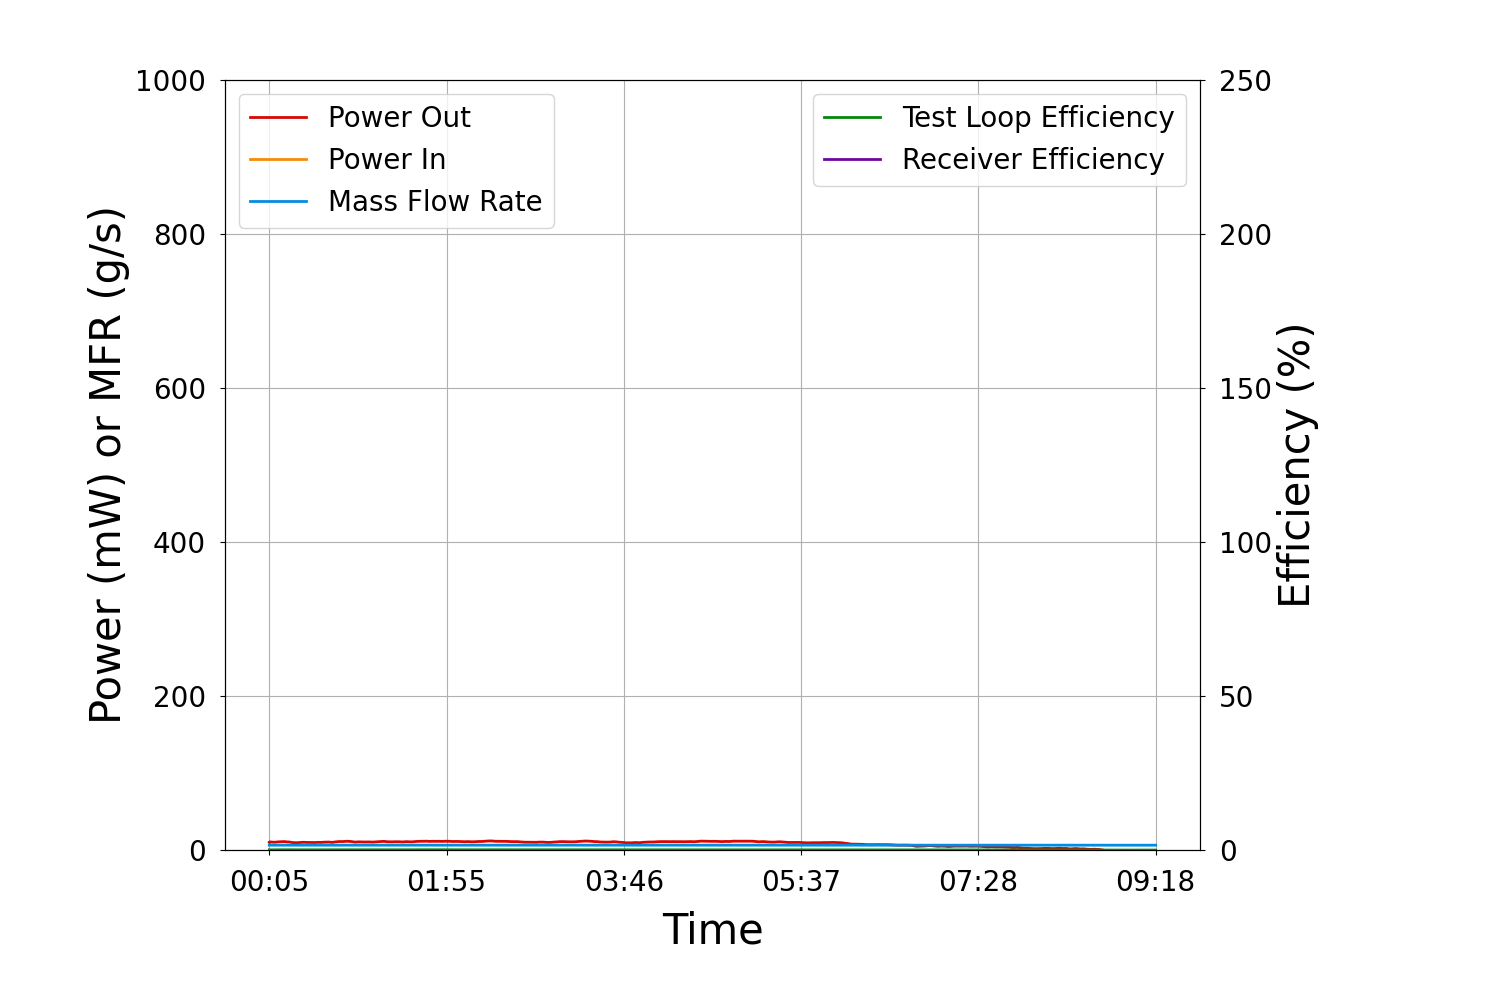 Power (mW) or MFR (g/s)
1000
800
600
400
200
0
Power Out
Power In
Mass Flow Rate
Test Loop Efficiency
Receiver Efficiency
250
200
150
100
50
0
Efficiency (%)
00:05 01:55 03:46 05:37 07:28 09:18
Time